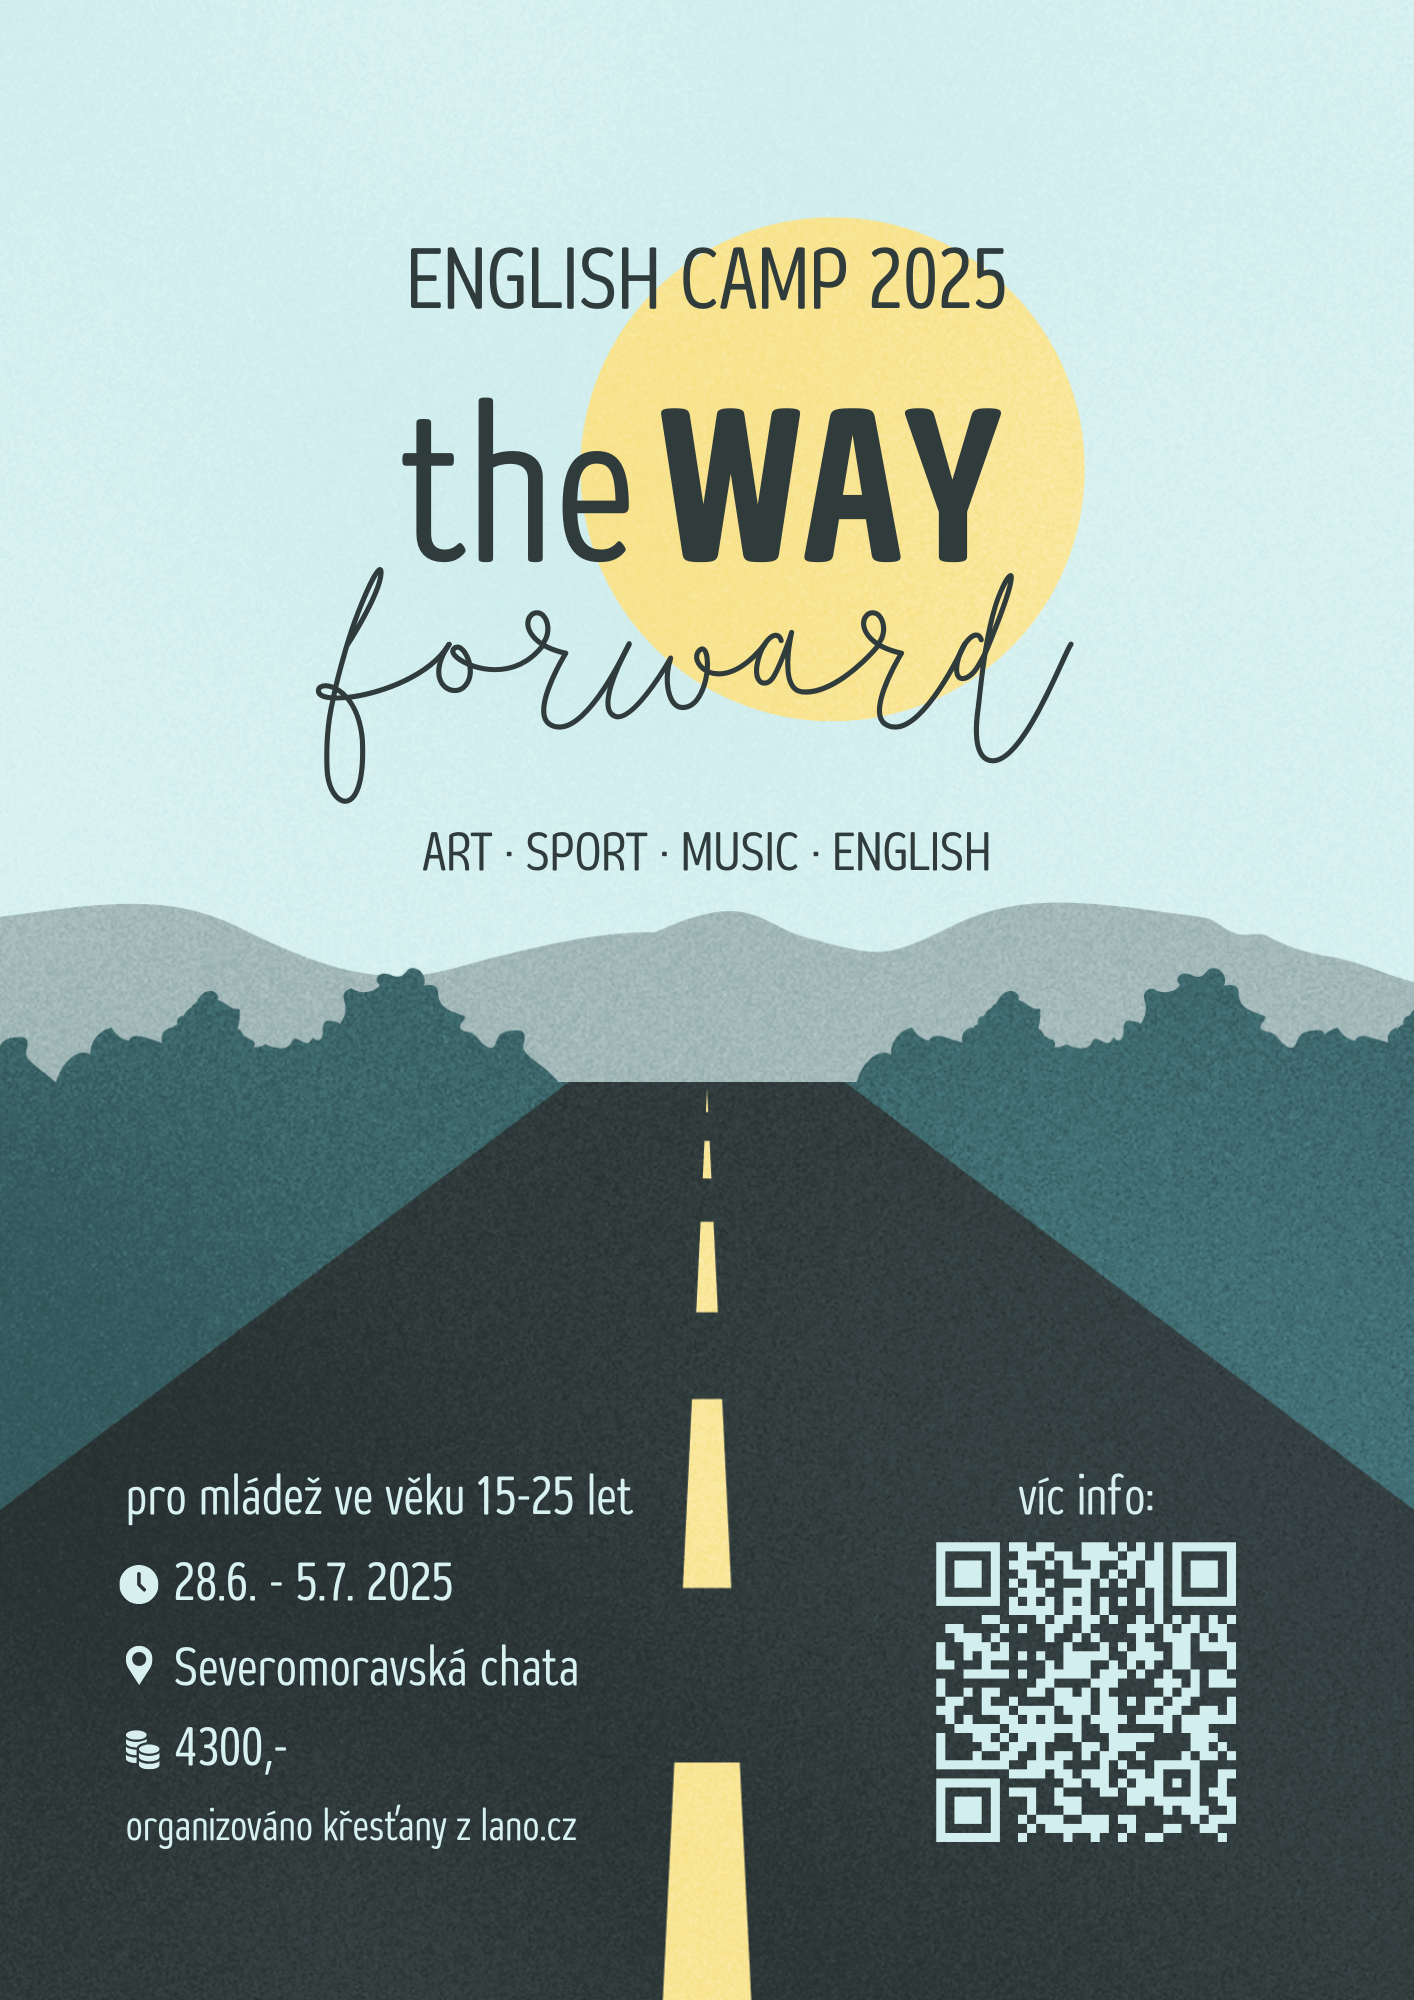 ENGLISH CAMP 2025
the WAY
forward
ART · SPORT · MUSIC · ENGLISH
pro mládež ve věku 15-25 let
28.6. - 5.7. 2025
Severomoravská chata
4300,-
organizováno křesťany z lano.cz
víc info: